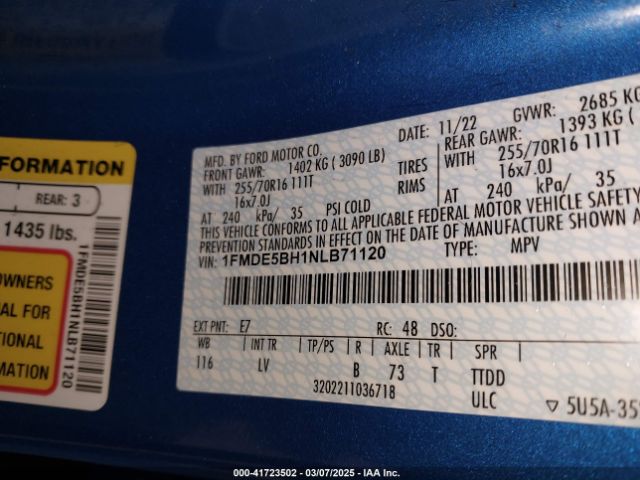 FORMATION
REAR: 3
1435 lbs.
1FMDE5BH1NLB71120
OWNERS
AL FOR
TIONAL
MATION
MFD. BY FORD MOTOR CO.
DATE: 11/22
GVWR: 2685 KG
FRONT GAWR: 1402 KG ( 3090 LB)
REAR GAWR: 1393 KG (
WITH 255/70R16 111T TIRES WITH 255/70R16 111T
16x7.0J RIMS 16x7.0J
AT 240 kPa/ 35 PSI COLD AT 240 kPa/ 35
THIS VEHICLE CONFORMS TO ALL APPLICABLE FEDERAL MOTOR VEHICLE SAFETY
PREVENTION STANDARDS IN EFFECT ON THE DATE OF MANUFACTURE SHOWN A
VIN: 1FMDE5BH1NLB71120
TYPE: MPV
EXT PNT: E7 RC: 48 DSO:
WB INT TR TP/PS R AXLE TR SPR
116 LV B 73 T TTDD
3202211036718 ULC
▽ 5U5A-35
000-41723502 - 03/07/2025 - IAA Inc.